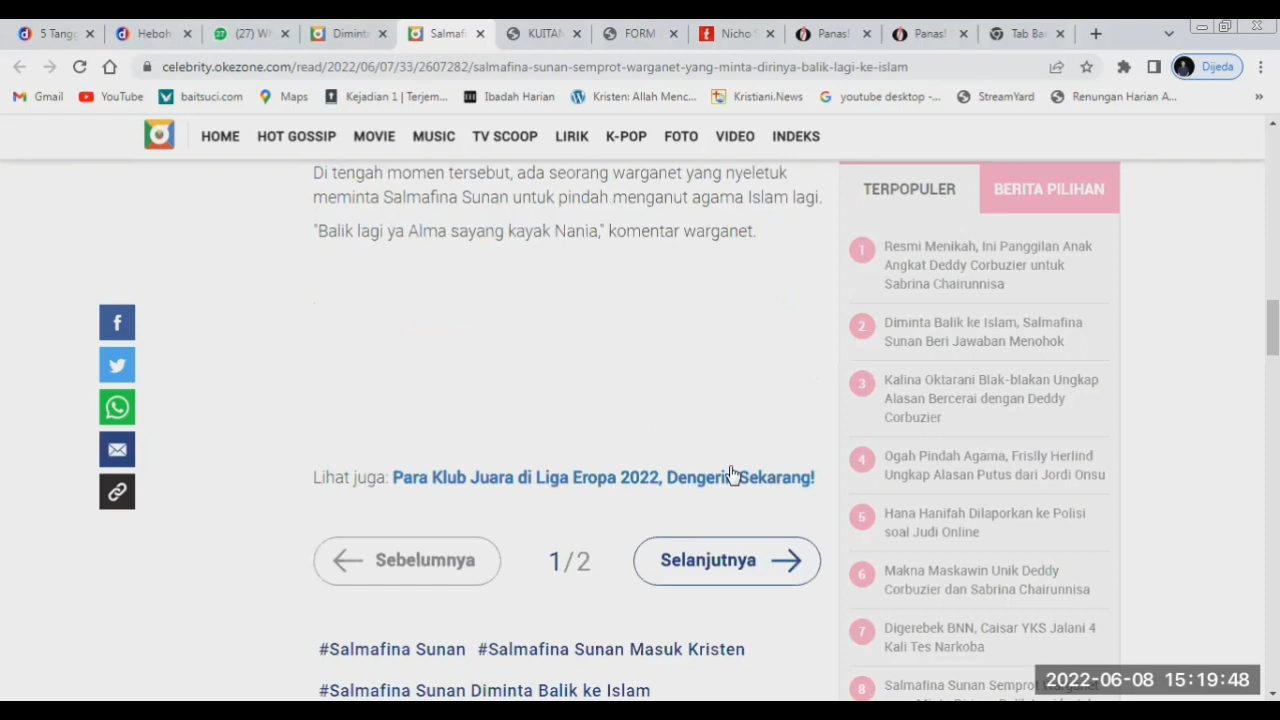 5 Tang
Heboh
(27) W
Dimint
Salmaf
KUITAN
FORM
Nicho
Panas!
Panas!
Tab Ba
celebrity.okezone.com/read/2022/06/07/33/2607282/salmafina-sunan-semprot-warganet-yang-minta-dirinya-balik-lagi-ke-islam
Dijeda
Gmail
YouTube
baitsuci.com
Maps
Kejadian 1 | Terjem...
Ibadah Harian
Kristen: Allah Menc...
Kristiani.News
youtube desktop -...
StreamYard
Renungan Harian A...
HOME
HOT GOSSIP
MOVIE
MUSIC
TV SCOOP
LIRIK
K-POP
FOTO
VIDEO
INDEKS
Di tengah momen tersebut, ada seorang warganet yang nyeletuk
meminta Salmafina Sunan untuk pindah menganut agama Islam lagi.
"Balik lagi ya Alma sayang kayak Nania," komentar warganet.
Lihat juga: Para Klub Juara di Liga Eropa 2022, Dengerin Sekarang!
Sebelumnya
1/2
Selanjutnya
#Salmafina Sunan #Salmafina Sunan Masuk Kristen
#Salmafina Sunan Diminta Balik ke Islam
TERPOPULER
BERITA PILIHAN
1
Resmi Menikah, Ini Panggilan Anak
Angkat Deddy Corbuzier untuk
Sabrina Chairunnisa
2
Diminta Balik ke Islam, Salmafina
Sunan Beri Jawaban Menohok
3
Kalina Oktarani Blak-blakan Ungkap
Alasan Bercerai dengan Deddy
Corbuzier
4
Ogah Pindah Agama, Frislly Herlind
Ungkap Alasan Putus dari Jordi Onsu
5
Hana Hanifah Dilaporkan ke Polisi
soal Judi Online
6
Makna Maskawin Unik Deddy
Corbuzier dan Sabrina Chairunnisa
7
Digerebek BNN, Caisar YKS Jalani 4
Kali Tes Narkoba
8
Salmafina Sunan Semprot Warganet
2022-06-08 15:19:48